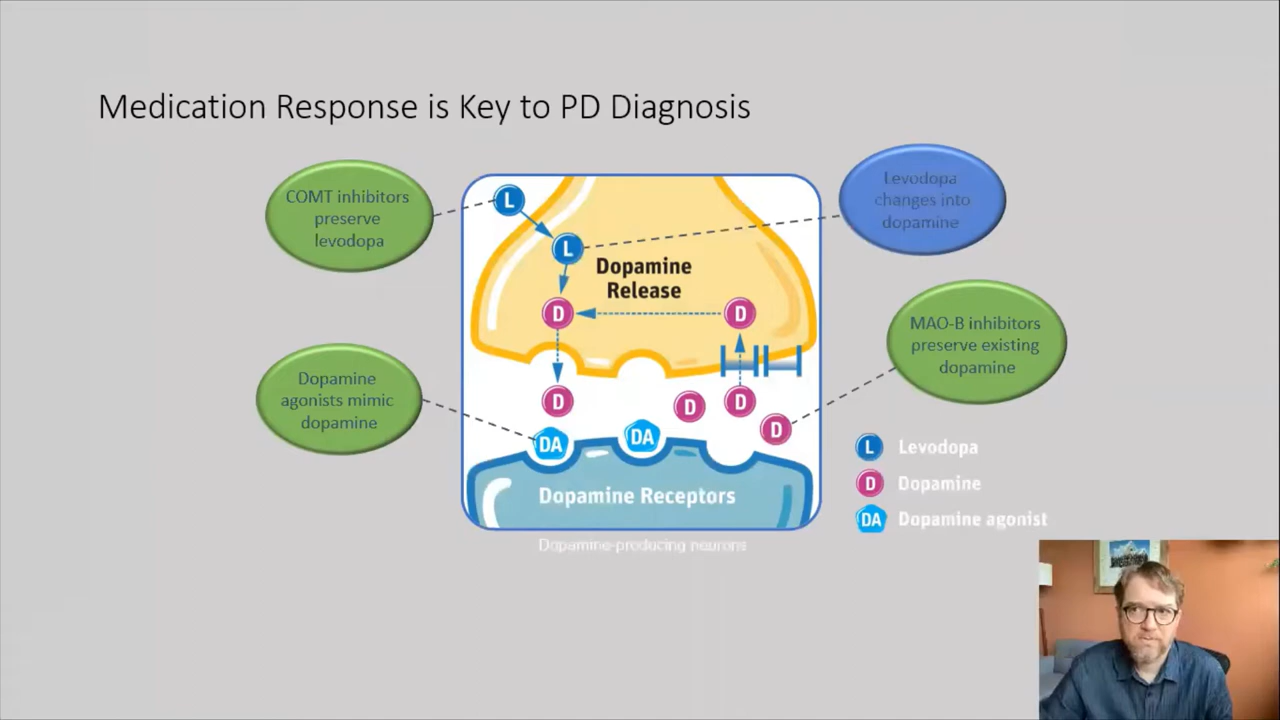 Medication Response is Key to PD Diagnosis
COMT inhibitors
preserve
levodopa
Levodopa
changes into
dopamine
L
L
Dopamine
Release
D
D
MAO-B inhibitors
preserve existing
dopamine
Dopamine
agonists mimic
dopamine
D
D
D
D
DA
DA
L Levodopa
D Dopamine
DA Dopamine agonist
Dopamine Receptors
Dopamine-producing neurons